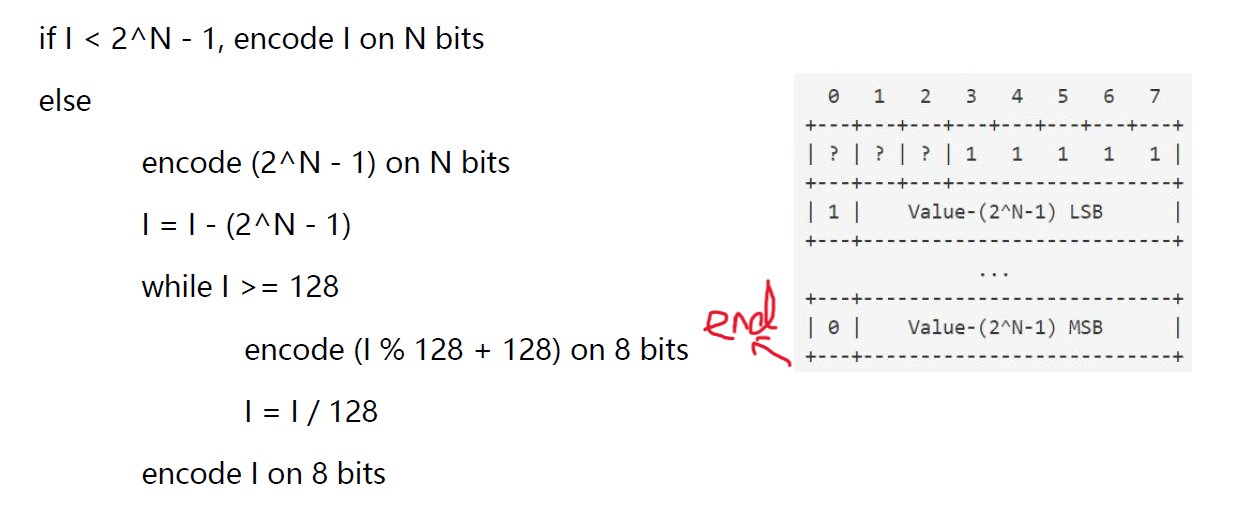 if I < 2^N - 1, encode I on N bits
else
encode (2^N - 1) on N bits
I = I - (2^N - 1)
while I >= 128
encode (I % 128 + 128) on 8 bits
I = I / 128
encode I on 8 bits
0 1 2 3 4 5 6 7
+---+---+---+---+---+---+---+---+
| ? | ? | ? | 1 1 1 1 1 |
+---+---+---+-------------------+
| 1 | Value-(2^N-1) LSB |
+---+---------------------------+
...
+---+---------------------------+
end
| 0 | Value-(2^N-1) MSB |
+---+---------------------------+